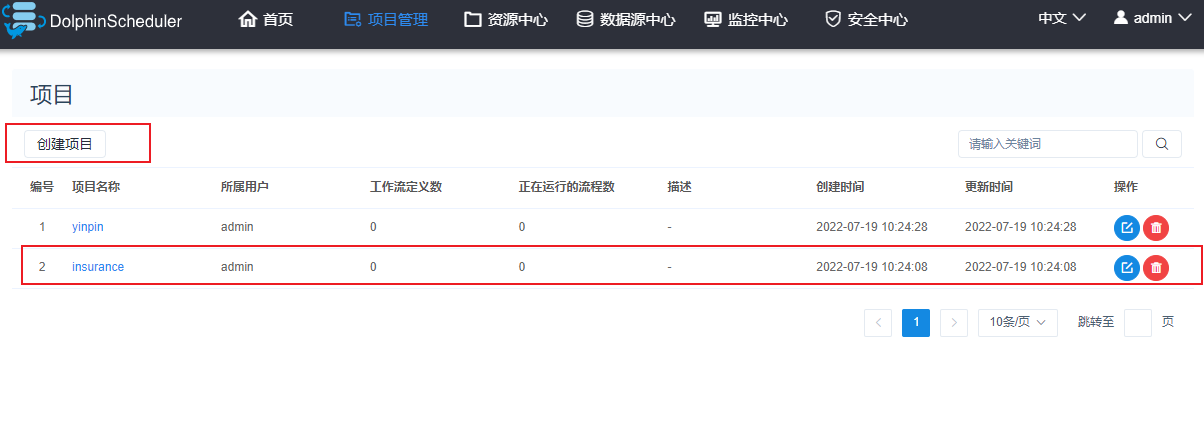 DolphinScheduler 首页 项目管理 资源中心 数据源中心 监控中心 安全中心 中文 admin
项目
创建项目 请输入关键词
编号 项目名称 所属用户 工作流定义数 正在运行的流程数 描述 创建时间 更新时间 操作
1 yinpin admin 0 0 - 2022-07-19 10:24:28 2022-07-19 10:24:28
2 insurance admin 0 0 - 2022-07-19 10:24:08 2022-07-19 10:24:08
1 10条/页 跳转至 页